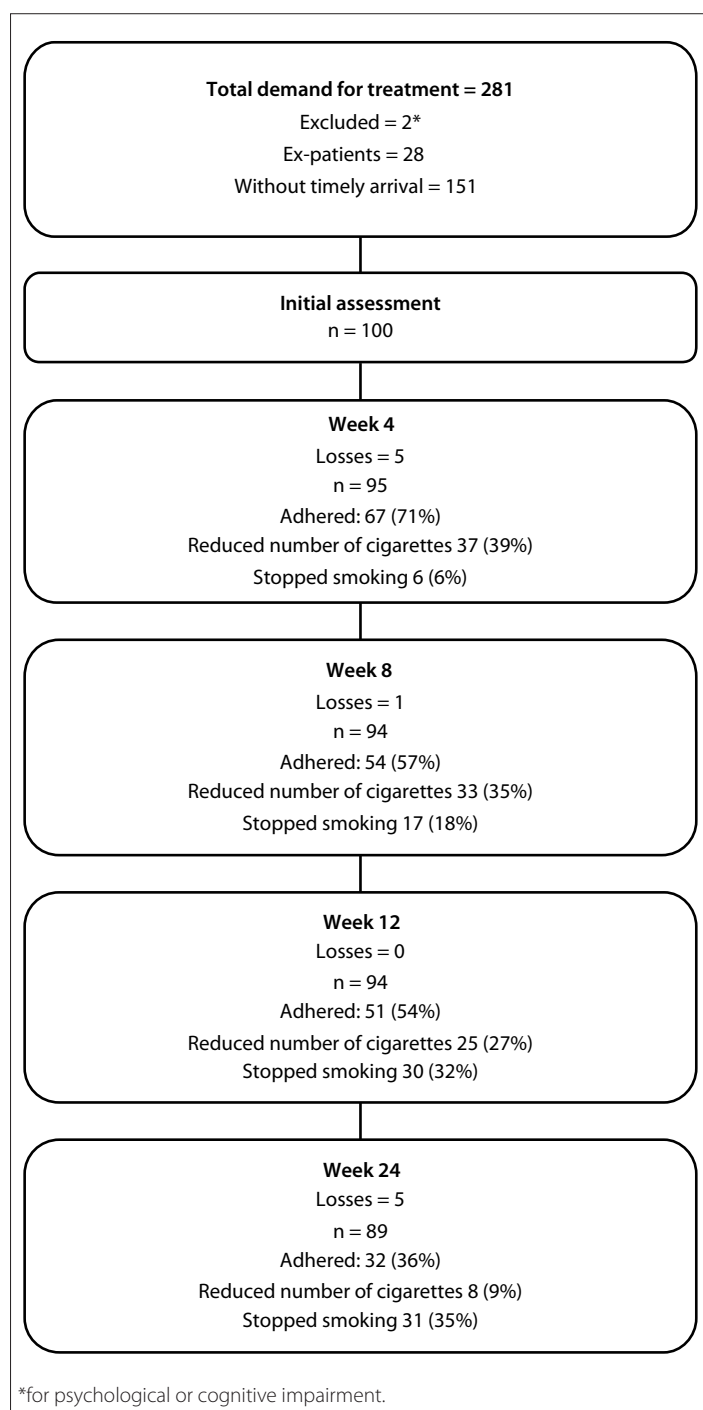 Total demand for treatment = 281
Excluded = 2*
Ex-patients = 28
Without timely arrival = 151
Initial assessment
n = 100
Week 4
Losses = 5
n = 95
Adhered: 67 (71%)
Reduced number of cigarettes 37 (39%)
Stopped smoking 6 (6%)
Week 8
Losses = 1
n = 94
Adhered: 54 (57%)
Reduced number of cigarettes 33 (35%)
Stopped smoking 17 (18%)
Week 12
Losses = 0
n = 94
Adhered: 51 (54%)
Reduced number of cigarettes 25 (27%)
Stopped smoking 30 (32%)
Week 24
Losses = 5
n = 89
Adhered: 32 (36%)
Reduced number of cigarettes 8 (9%)
Stopped smoking 31 (35%)
*for psychological or cognitive impairment.